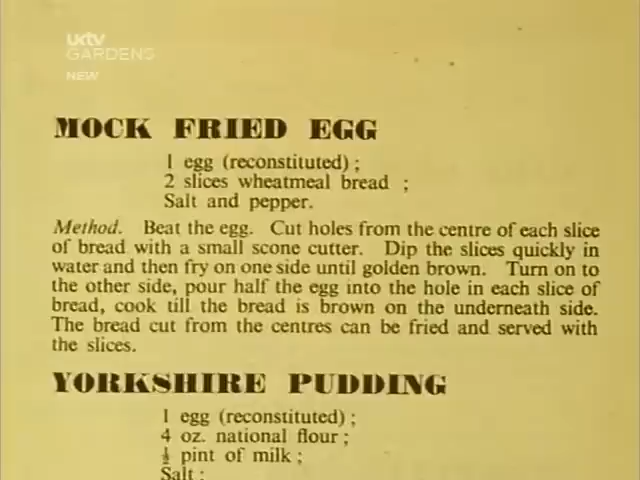 uktv
GARDENS
NEW
MOCK FRIED EGG
1 egg (reconstituted) ;
2 slices wheatmeal bread ;
Salt and pepper.
Method. Beat the egg. Cut holes from the centre of each slice
of bread with a small scone cutter. Dip the slices quickly in
water and then fry on one side until golden brown. Turn on to
the other side, pour half the egg into the hole in each slice of
bread, cook till the bread is brown on the underneath side.
The bread cut from the centres can be fried and served with
the slices.
YORKSHIRE PUDDING
1 egg (reconstituted) ;
4 oz. national flour ;
½ pint of milk ;
Salt ;